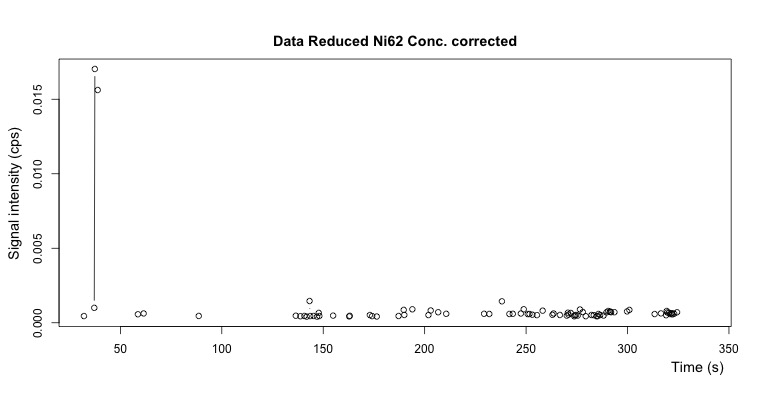 Data Reduced Ni62 Conc. corrected
Signal intensity (cps)
0.015
0.010
0.005
0.000
50 100 150 200 250 300 350
Time (s)